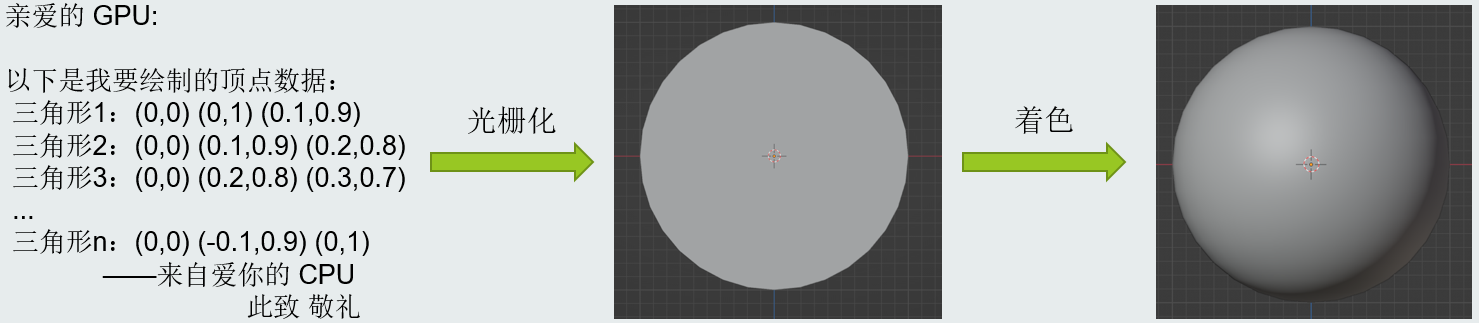 亲爱的 GPU:
以下是我要绘制的顶点数据：
三角形1：(0,0) (0,1) (0.1,0.9)
三角形2：(0,0) (0.1,0.9) (0.2,0.8)
三角形3：(0,0) (0.2,0.8) (0.3,0.7)
...
三角形n：(0,0) (-0.1,0.9) (0,1)
——来自爱你的 CPU
此致 敬礼
光栅化
着色